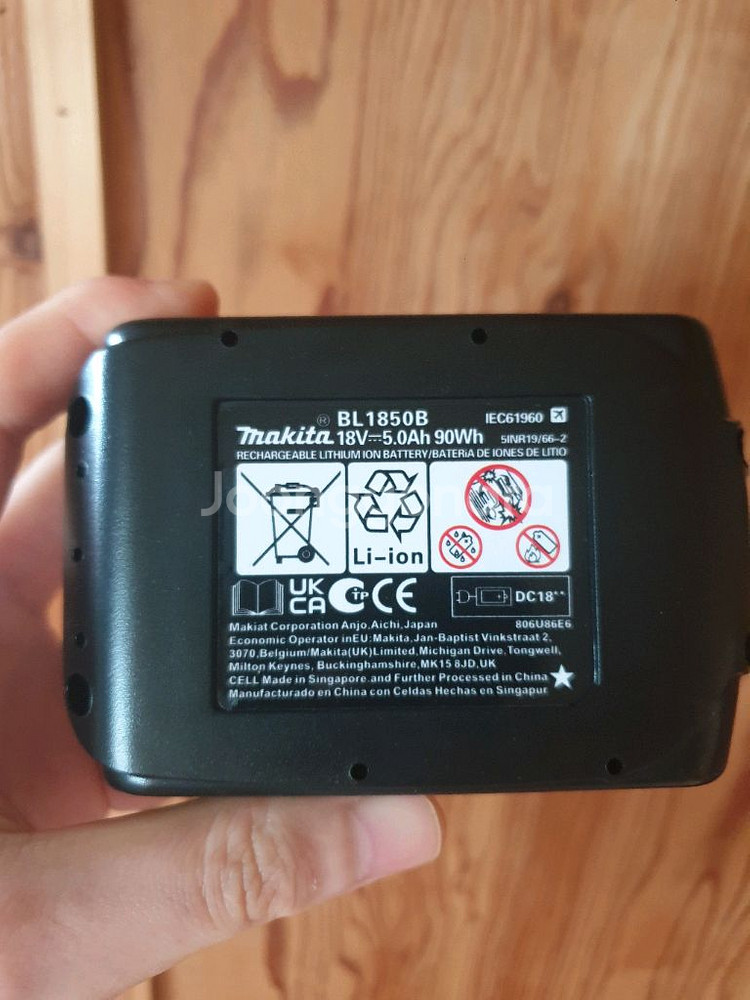 ® BL1850B
IEC61960
makita 18V⎓5.0Ah 90Wh
5INR19/66-2
RECHARGEABLE LITHIUM ION BATTERY/BATERiA DE IONES DE LITIO
Li-ion
UK
CA
TP
CE
DC18**
Makiat Corporation Anjo,Aichi,Japan
806U86E6
Economic Operator inEU:Makita,Jan-Baptist Vinkstraat 2,
3070,Belgium/Makita(UK)Limited,Michigan Drive,Tongwell,
Milton Keynes, Buckinghamshire,MK15 8JD,UK
CELL Made in Singapore.and Further Processed in China
Manufacturado en China con Celdas Hechas en Singapur